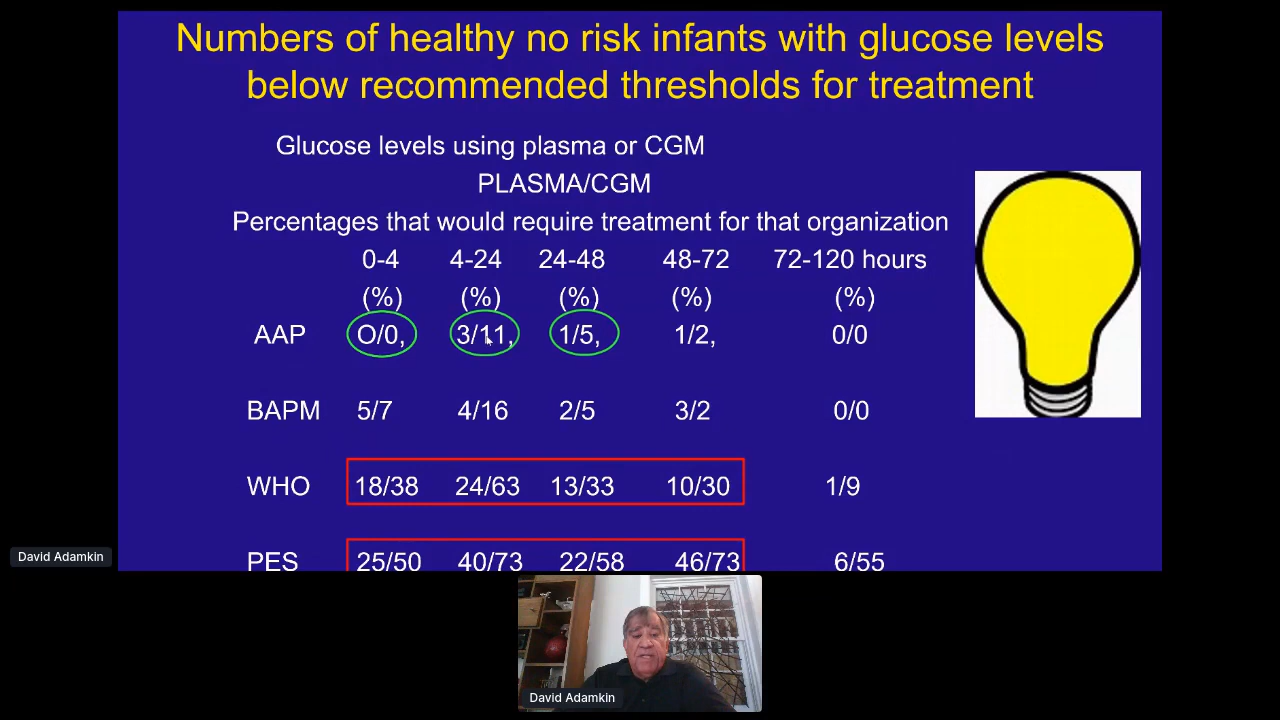 Numbers of healthy no risk infants with glucose levels
below recommended thresholds for treatment
Glucose levels using plasma or CGM
PLASMA/CGM
Percentages that would require treatment for that organization
0-4 4-24 24-48 48-72 72-120 hours
(%) (%) (%) (%) (%)
AAP O/0, 3/11, 1/5, 1/2, 0/0
BAPM 5/7 4/16 2/5 3/2 0/0
WHO 18/38 24/63 13/33 10/30 1/9
PES 25/50 40/73 22/58 46/73 6/55
David Adamkin
David Adamkin